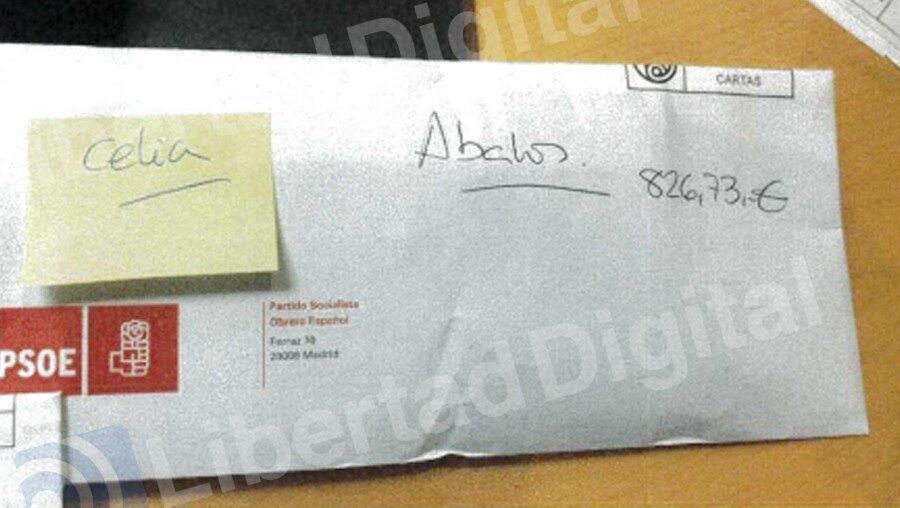 CARTAS
Celia
Abalos.
826,73,-€
PSOE
Partido Socialista
Obrero Español
Ferraz 70
28008 Madrid
Libertad Digital
Libertad Digital